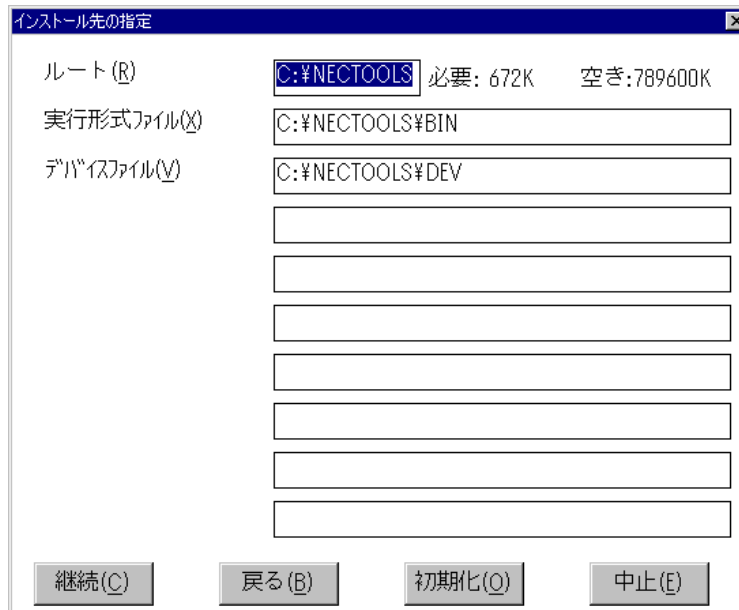 インストール先の指定
ルート(R) C:¥NECTOOLS 必要: 672K 空き:789600K
実行形式ファイル(X) C:¥NECTOOLS¥BIN
デバイスファイル(V) C:¥NECTOOLS¥DEV
継続(C) 戻る(B) 初期化(O) 中止(E)